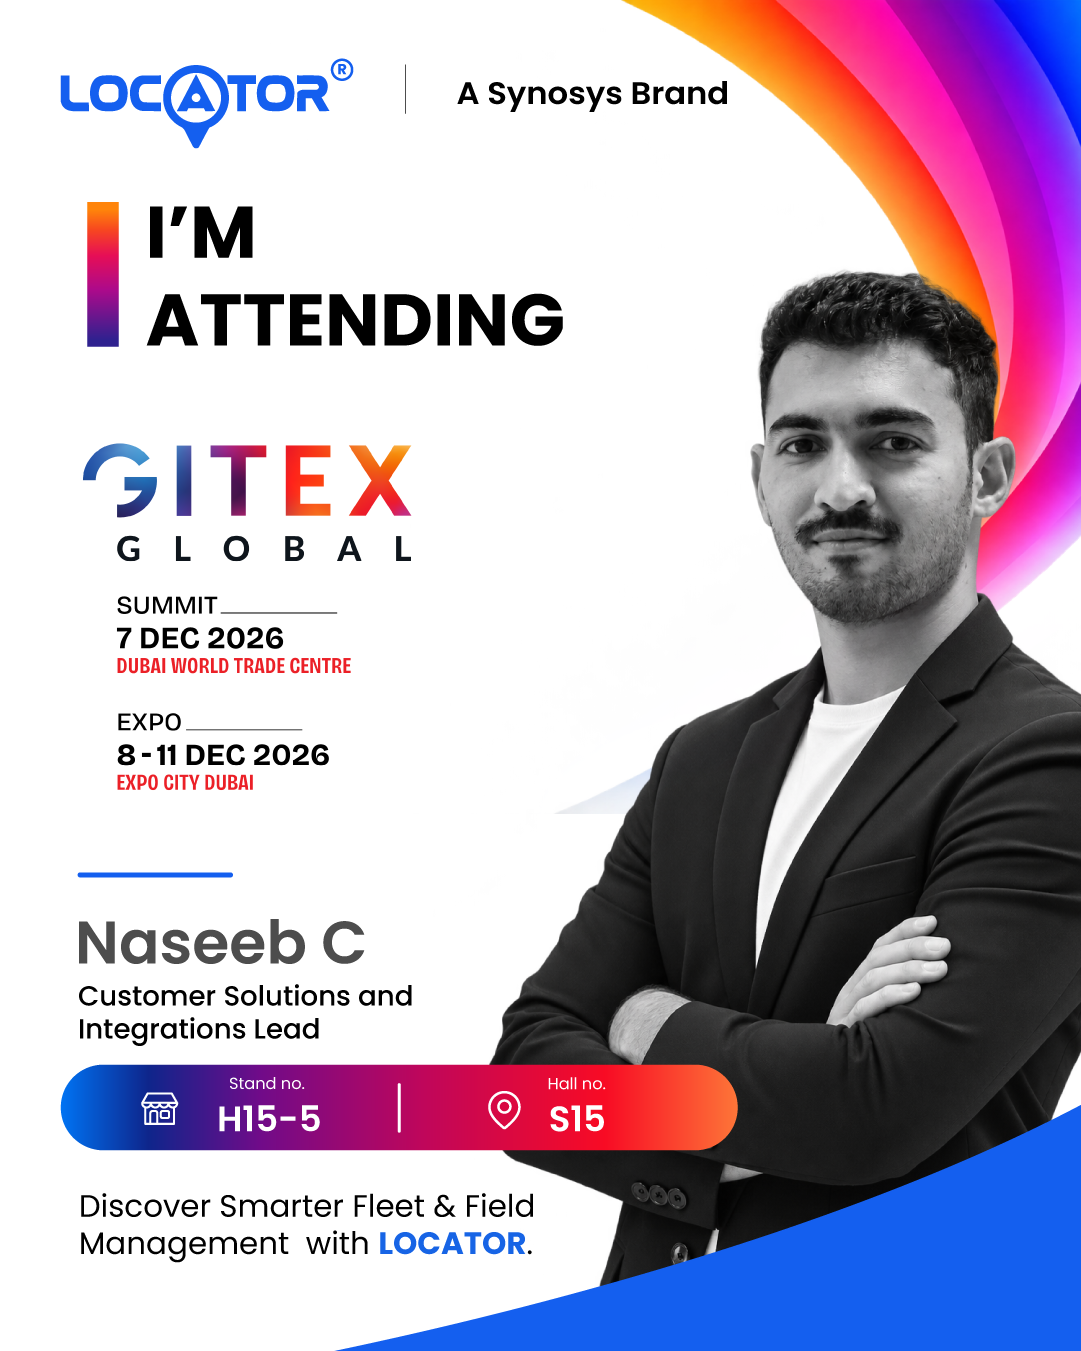 LOCATOR®
A Synosys Brand
I'M
ATTENDING
GITEX
GLOBAL
SUMMIT
7 DEC 2026
DUBAI WORLD TRADE CENTRE
EXPO
8 - 11 DEC 2026
EXPO CITY DUBAI
Naseeb C
Customer Solutions and
Integrations Lead
Stand no.
H15-5
Hall no.
S15
Discover Smarter Fleet & Field
Management with LOCATOR.